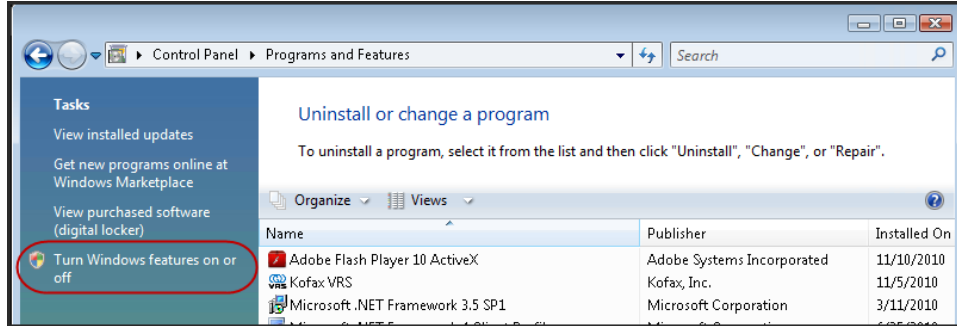 Control Panel ▸ Programs and Features
Search
Tasks
View installed updates
Get new programs online at
Windows Marketplace
View purchased software
(digital locker)
Turn Windows features on or
off
Uninstall or change a program
To uninstall a program, select it from the list and then click "Uninstall", "Change", or "Repair".
Organize Views
Name Publisher Installed On
Adobe Flash Player 10 ActiveX Adobe Systems Incorporated 11/10/2010
VRS Kofax VRS Kofax, Inc. 11/5/2010
Microsoft .NET Framework 3.5 SP1 Microsoft Corporation 3/11/2010